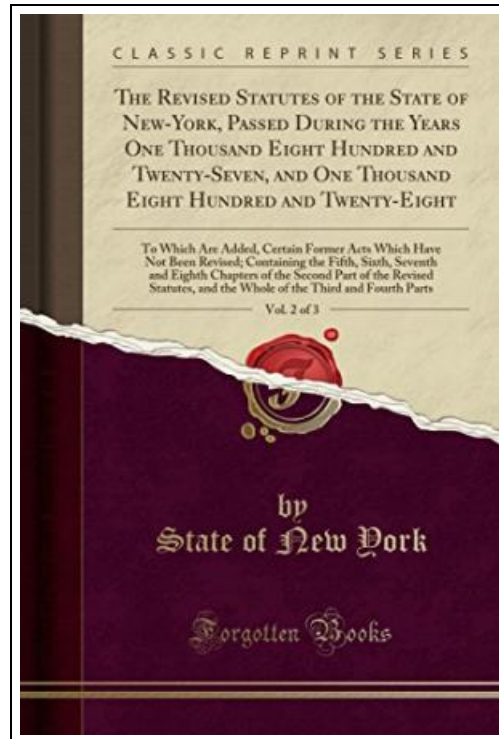 CLASSIC REPRINT SERIES
THE REVISED STATUTES OF THE STATE OF
NEW-YORK, PASSED DURING THE YEARS
ONE THOUSAND EIGHT HUNDRED AND
TWENTY-SEVEN, AND ONE THOUSAND
EIGHT HUNDRED AND TWENTY-EIGHT
To Which Are Added, Certain Former Acts Which Have
Not Been Revised; Containing the Fifth, Sixth, Seventh
and Eighth Chapters of the Second Part of the Revised
Statutes, and the Whole of the Third and Fourth Parts
Vol. 2 of 3
by
State of New York
Forgotten Books